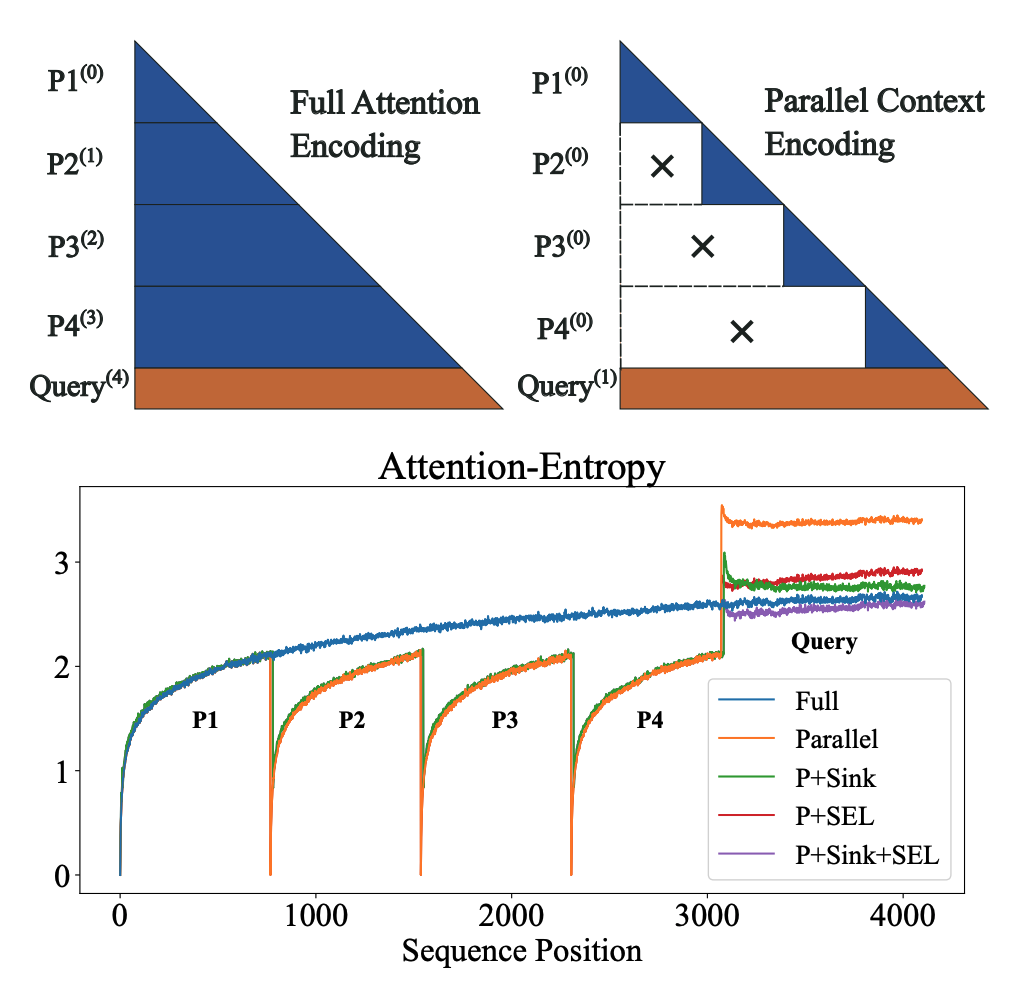 P1(0)
P2(1)
P3(2)
P4(3)
Query(4)
Full Attention
Encoding
P1(0)
P2(0)
P3(0)
P4(0)
Query(1)
Parallel Context
Encoding
×
×
×
Attention-Entropy
3
2
1
0
P1
P2
P3
P4
Query
Full
Parallel
P+Sink
P+SEL
P+Sink+SEL
0
1000
2000
3000
4000
Sequence Position